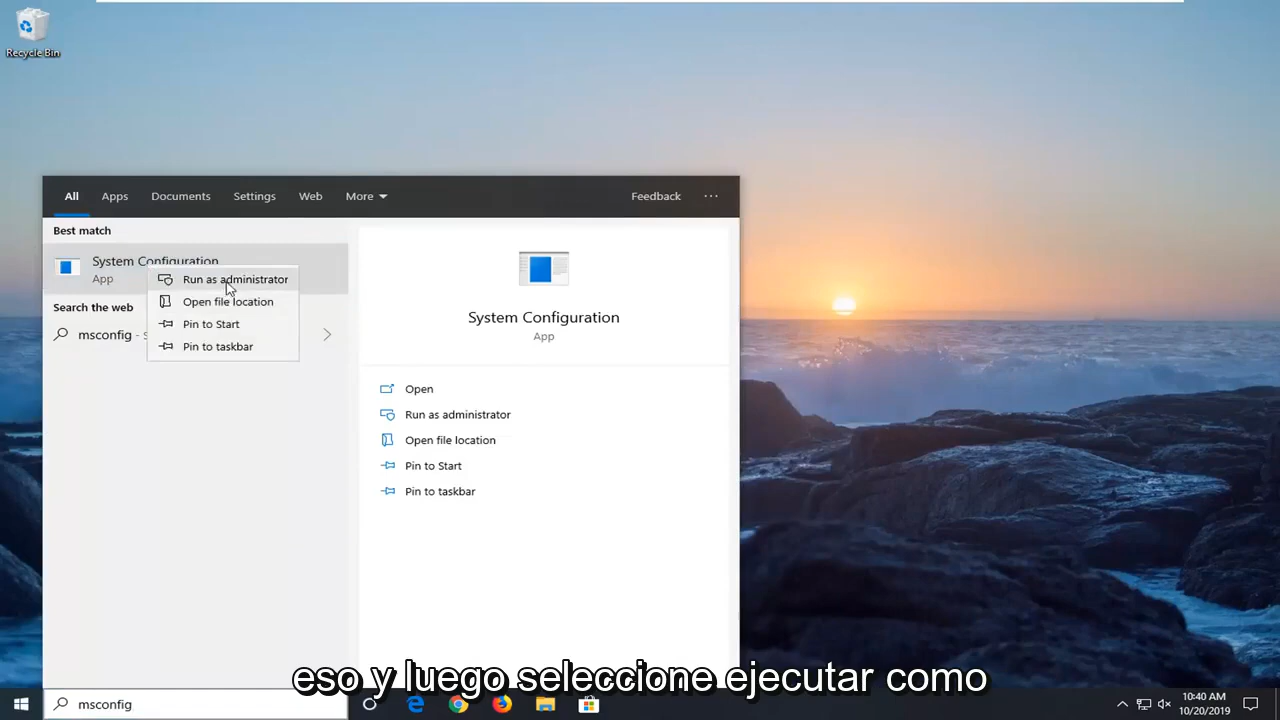 Recycle Bin
All Apps Documents Settings Web More Feedback ...
Best match
System Configuration
App
Run as administrator
Open file location
Pin to Start
Pin to taskbar
Search the web
msconfig - S
System Configuration
App
Open
Run as administrator
Open file location
Pin to Start
Pin to taskbar
eso y luego seleccione ejecutar como
msconfig
10:40 AM
10/20/2019